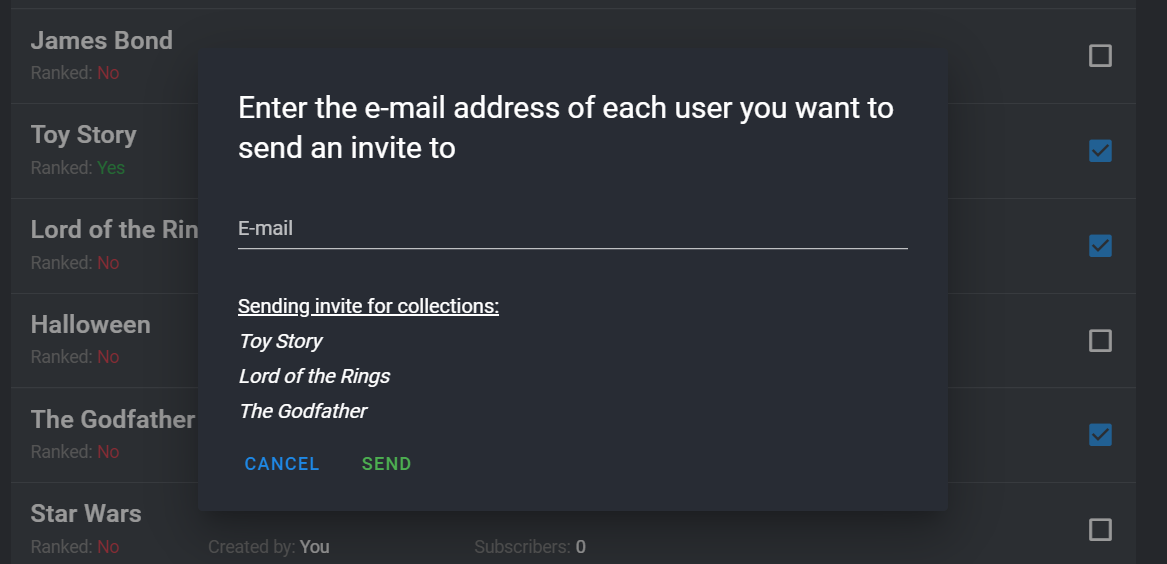 James Bond
Ranked: No
Toy Story
Ranked: Yes
Lord of the Rin
Ranked: No
Halloween
Ranked: No
The Godfather
Ranked: No
Star Wars
Ranked: No Created by: You Subscribers: 0
Enter the e-mail address of each user you want to
send an invite to
E-mail
Sending invite for collections:
Toy Story
Lord of the Rings
The Godfather
CANCEL SEND